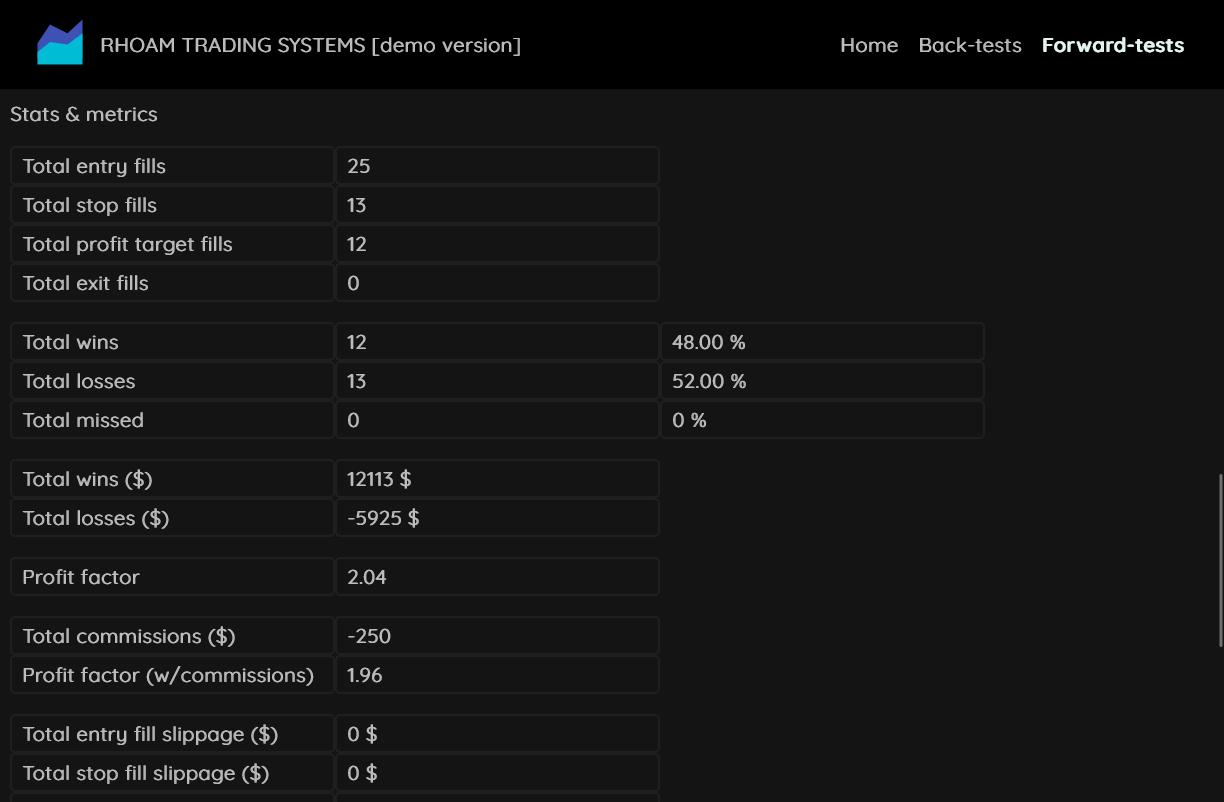 RHOAM TRADING SYSTEMS [demo version] Home Back-tests Forward-tests
Stats & metrics
Total entry fills 25
Total stop fills 13
Total profit target fills 12
Total exit fills 0
Total wins 12 48.00 %
Total losses 13 52.00 %
Total missed 0 0 %
Total wins ($) 12113 $
Total losses ($) -5925 $
Profit factor 2.04
Total commissions ($) -250
Profit factor (w/commissions) 1.96
Total entry fill slippage ($) 0 $
Total stop fill slippage ($) 0 $